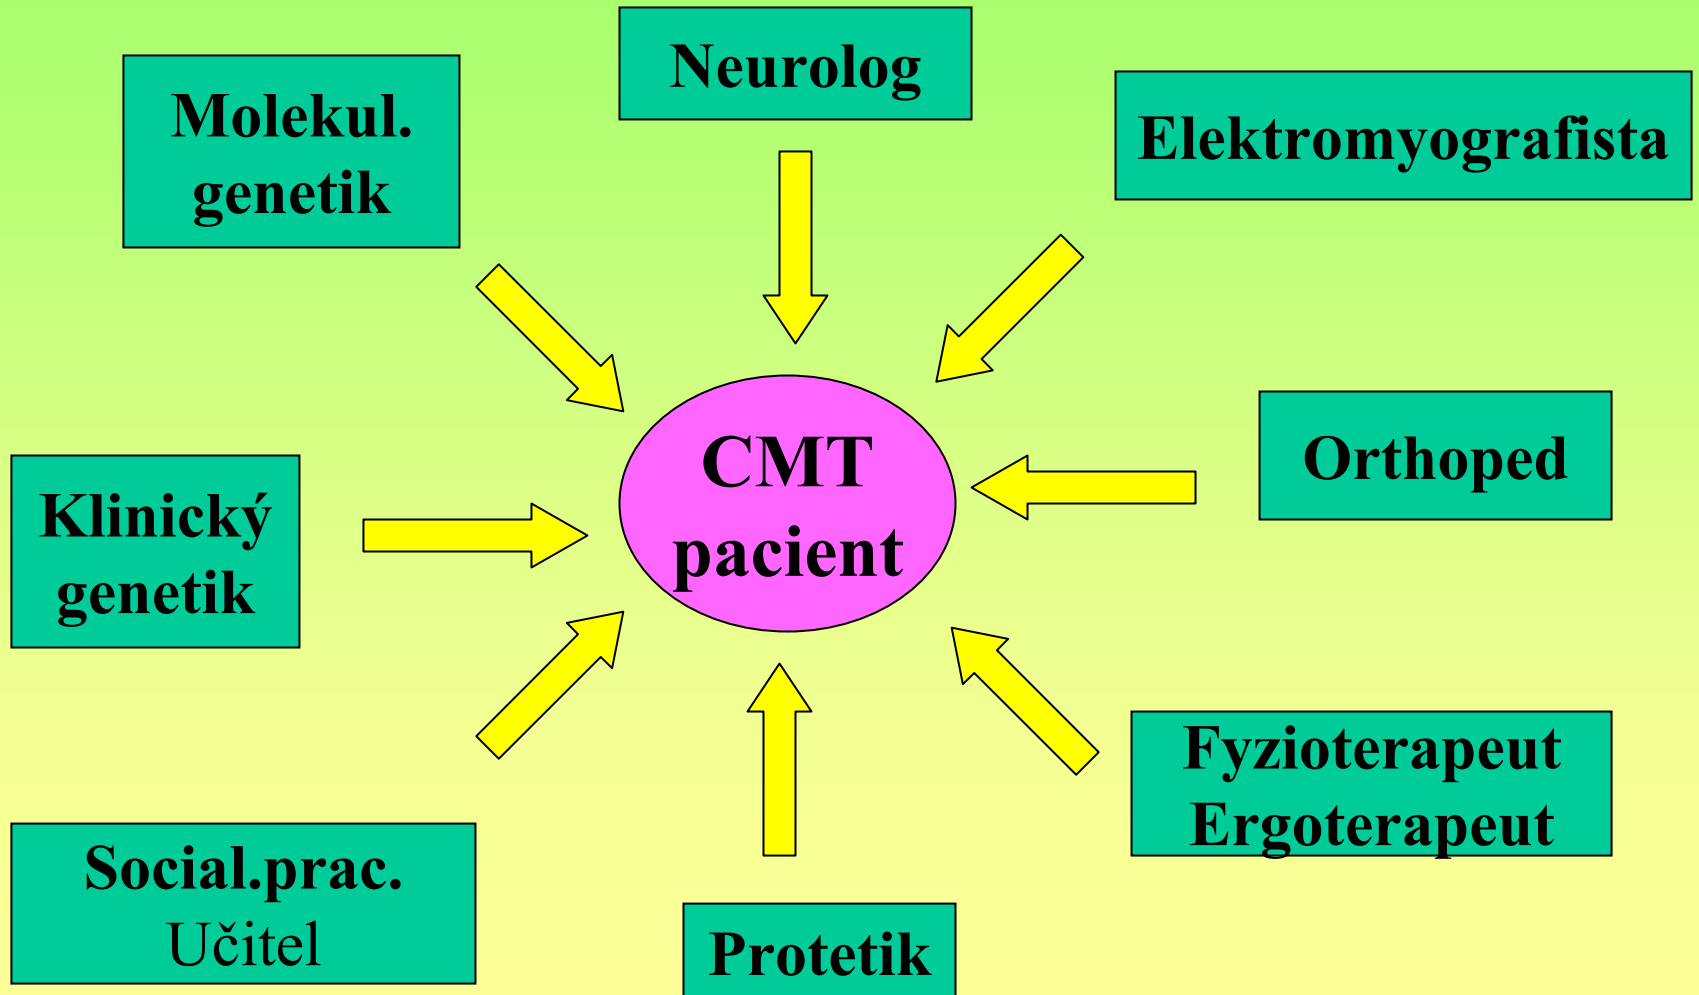 Neurolog
Molekul.
genetik
Elektromyografista
CMT
pacient
Orthoped
Klinický
genetik
Fyzioterapeut
Ergoterapeut
Social.prac.
Učitel
Protetik